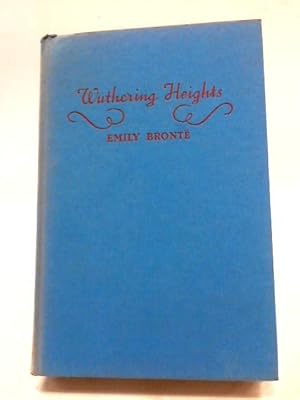 Wuthering Heights
EMILY BRONTË